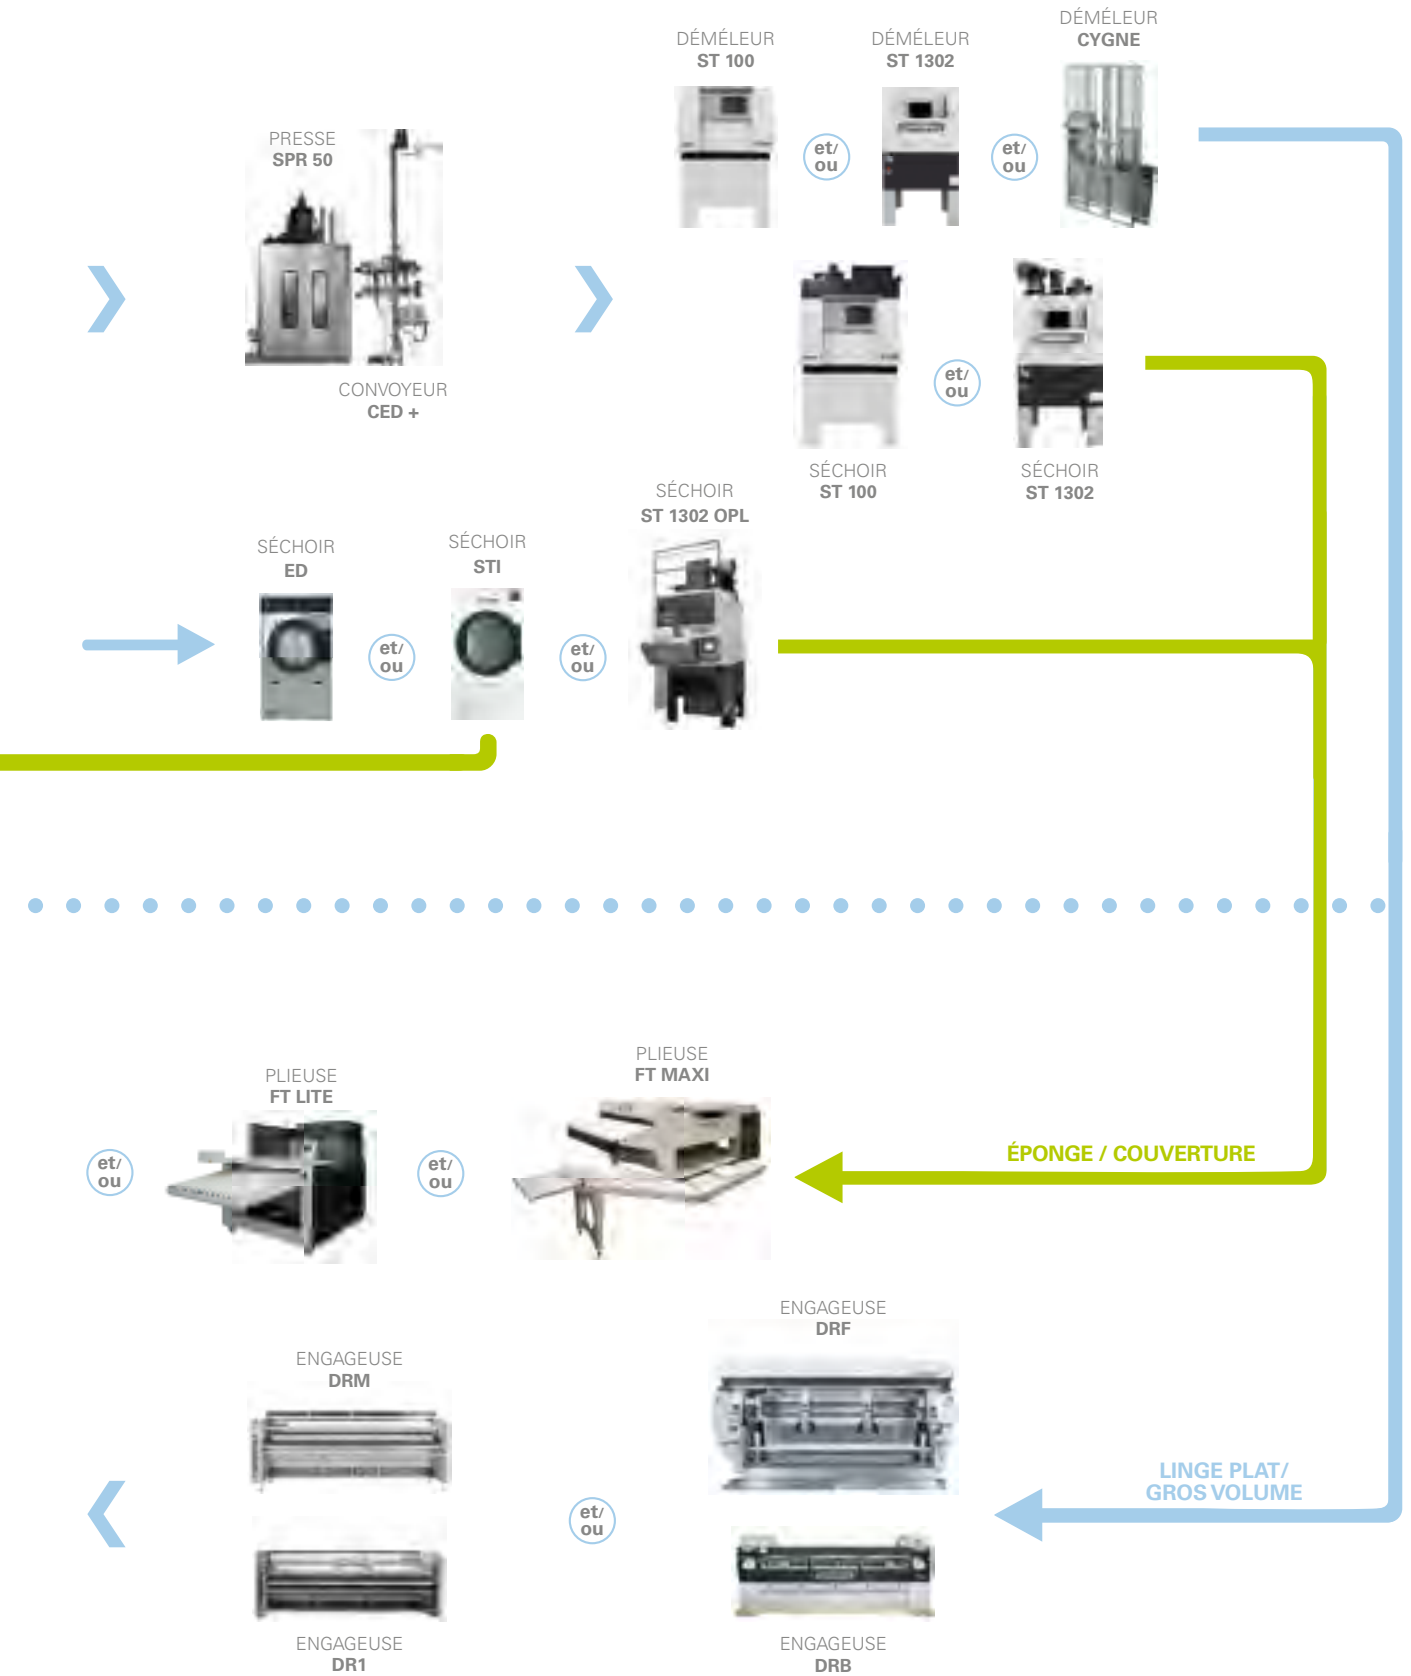 DÉMÉLEUR
CYGNE
DÉMÉLEUR
ST 100
DÉMÉLEUR
ST 1302
et/
ou
et/
ou
PRESSE
SPR 50
CONVOYEUR
CED +
et/
ou
SÉCHOIR
ST 100
SÉCHOIR
ST 1302
SÉCHOIR
ED
SÉCHOIR
STI
SÉCHOIR
ST 1302 OPL
et/
ou
et/
ou
PLIEUSE
FT LITE
PLIEUSE
FT MAXI
et/
ou
et/
ou
ÉPONGE / COUVERTURE
ENGAGEUSE
DRF
ENGAGEUSE
DRM
LINGE PLAT/
GROS VOLUME
et/
ou
ENGAGEUSE
DR1
ENGAGEUSE
DRB